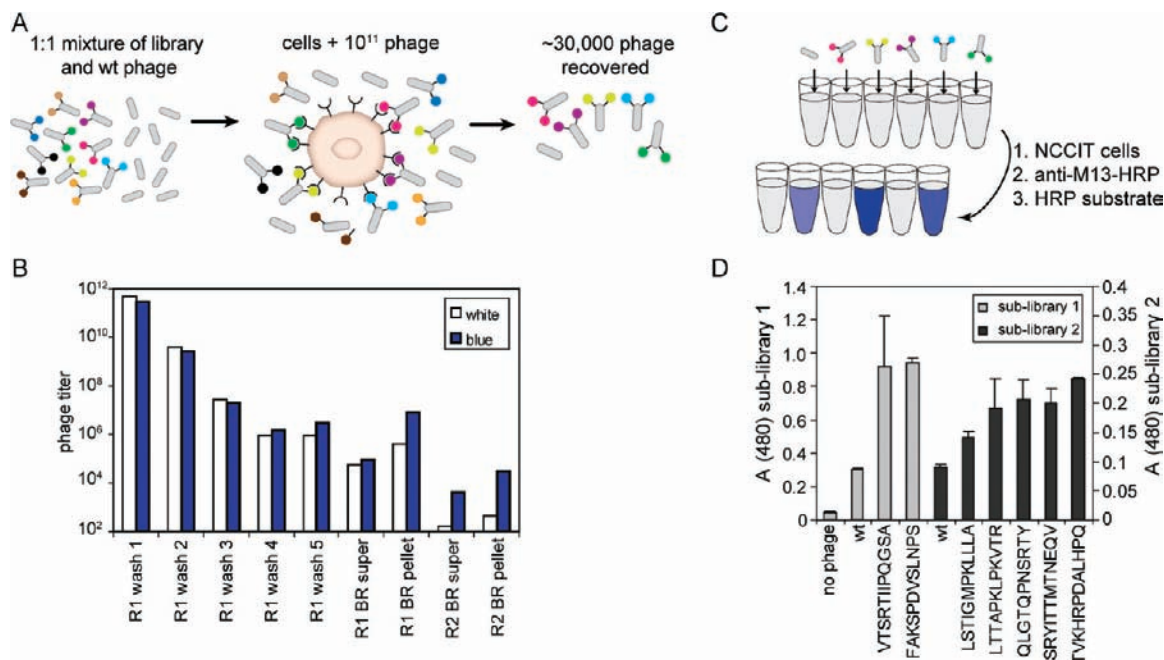 A
1:1 mixture of library
and wt phage
cells + 10¹¹ phage
~30,000 phage
recovered
C
1. NCCIT cells
2. anti-M13-HRP
3. HRP substrate
B
phage titer
10¹²
10¹⁰
10⁸
10⁶
10⁴
10²
white
blue
R1 wash 1
R1 wash 2
R1 wash 3
R1 wash 4
R1 wash 5
R1 BR super
R1 BR pellet
R2 BR super
R2 BR pellet
D
A (480) sub-library 1
1.4
1.2
1.0
0.8
0.6
0.4
0.2
0
sub-library 1
sub-library 2
0.4
0.35
0.3
0.25
0.2
0.15
0.1
0.05
0
A (480) sub-library 2
no phage
wt
VTSRTIIPQGSA
FAKSPDVSLNPS
wt
LSTIGMPKLLLA
LTTAPKLPKVTR
QLGTQPNSRTY
SRYITTMTNEQV
TVKHRPDALHPQ